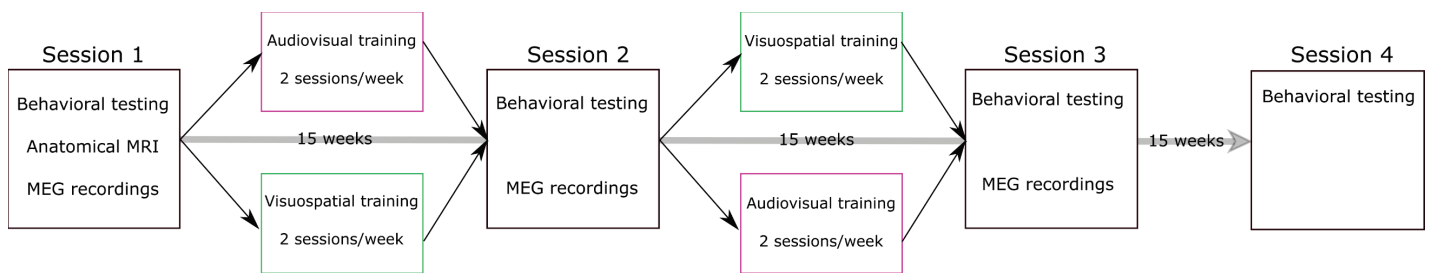 Session 1
Behavioral testing
Anatomical MRI
MEG recordings
Audiovisual training
2 sessions/week
15 weeks
Visuospatial training
2 sessions/week
Session 2
Behavioral testing
MEG recordings
Visuospatial training
2 sessions/week
15 weeks
Audiovisual training
2 sessions/week
Session 3
Behavioral testing
MEG recordings
15 weeks
Session 4
Behavioral testing